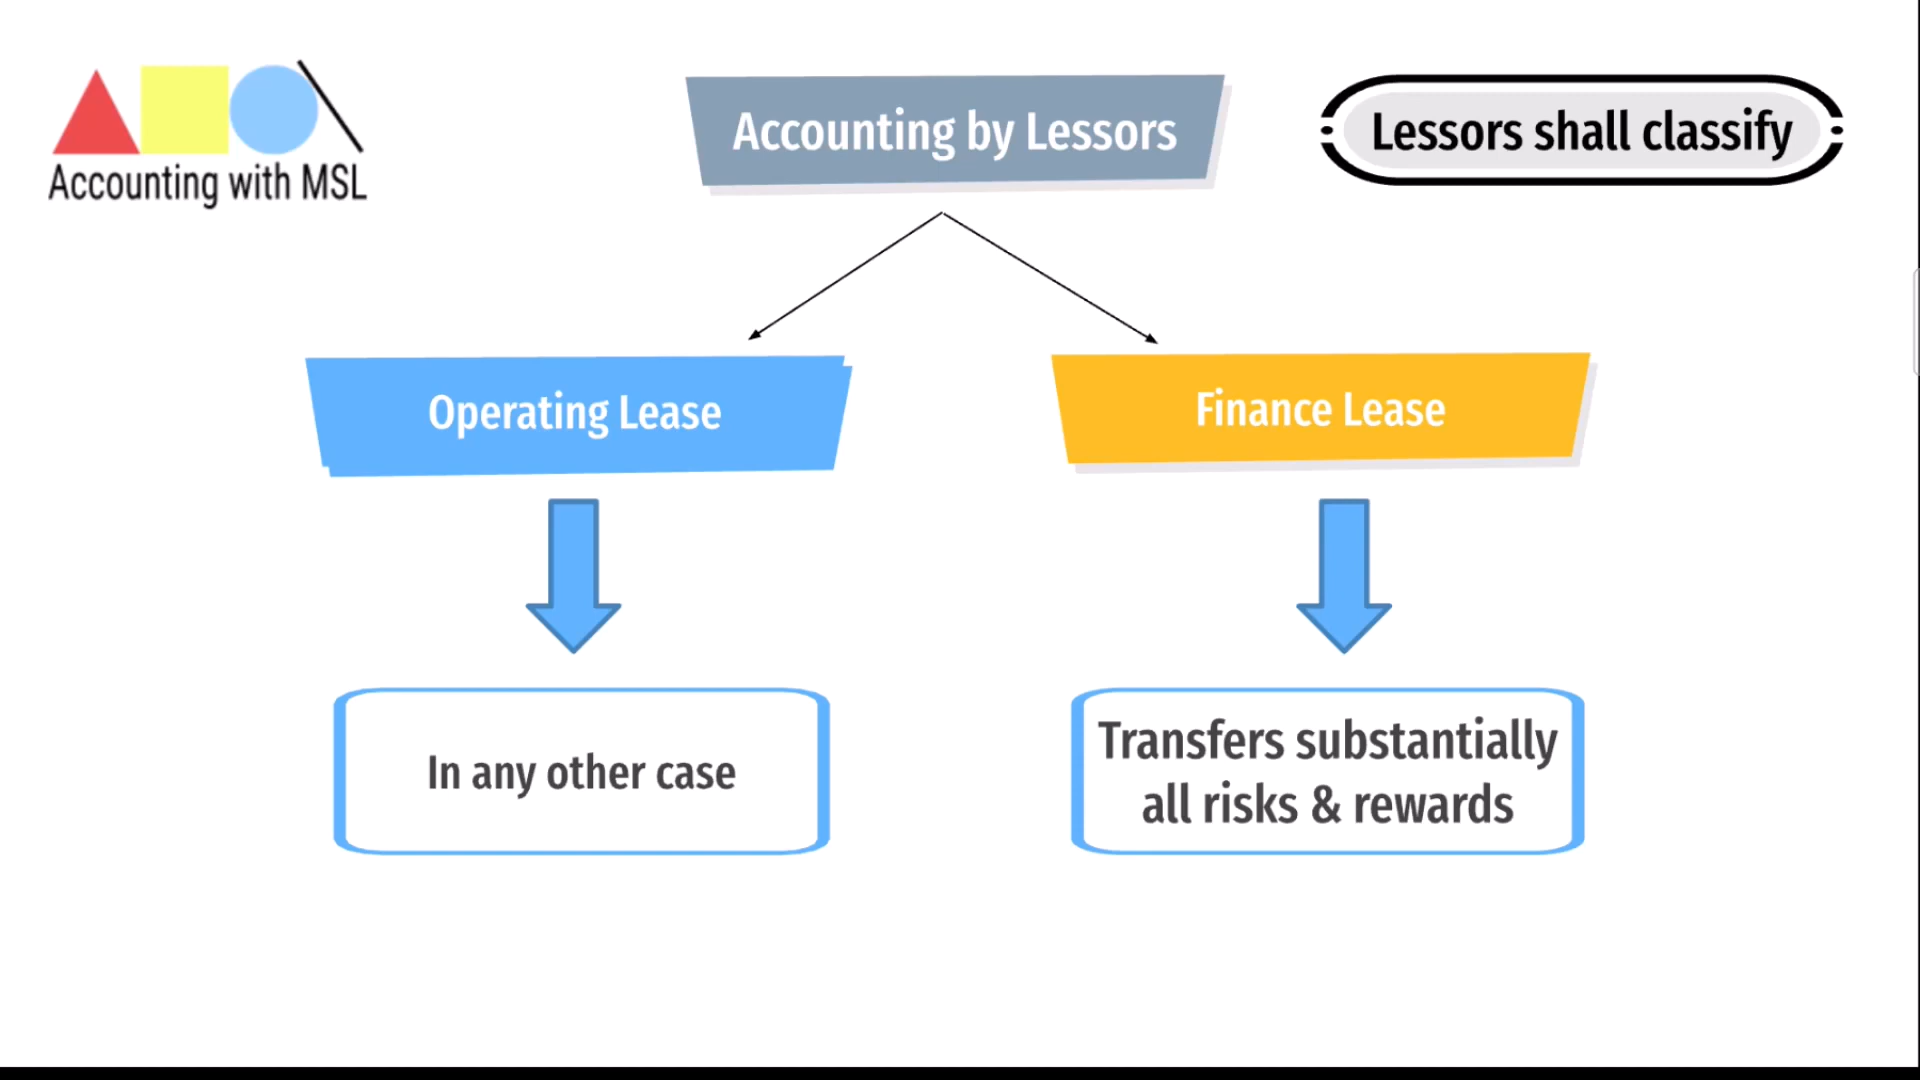 Accounting with MSL
Accounting by Lessors
Lessors shall classify
Operating Lease
Finance Lease
In any other case
Transfers substantially
all risks & rewards